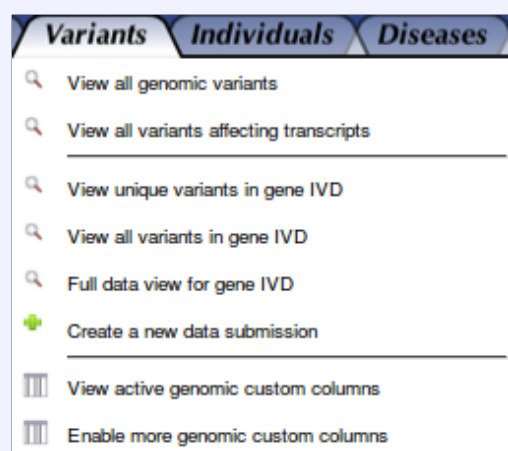 Variants Individuals Diseases
View all genomic variants
View all variants affecting transcripts
View unique variants in gene IVD
View all variants in gene IVD
Full data view for gene IVD
Create a new data submission
View active genomic custom columns
Enable more genomic custom columns